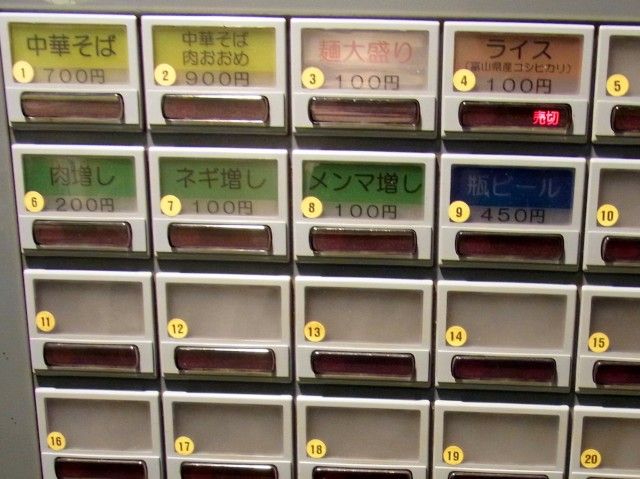 中華そば
1 700円
中華そば
肉おおめ
2 900円
麺大盛り
3 100円
ライス
(富山県産コシヒカリ)
4 100円
売切
5
肉増し
6 200円
ネギ増し
7 100円
メンマ増し
8 100円
瓶ビール
9 450円
10
11
12
13
14
15
16
17
18
19
20